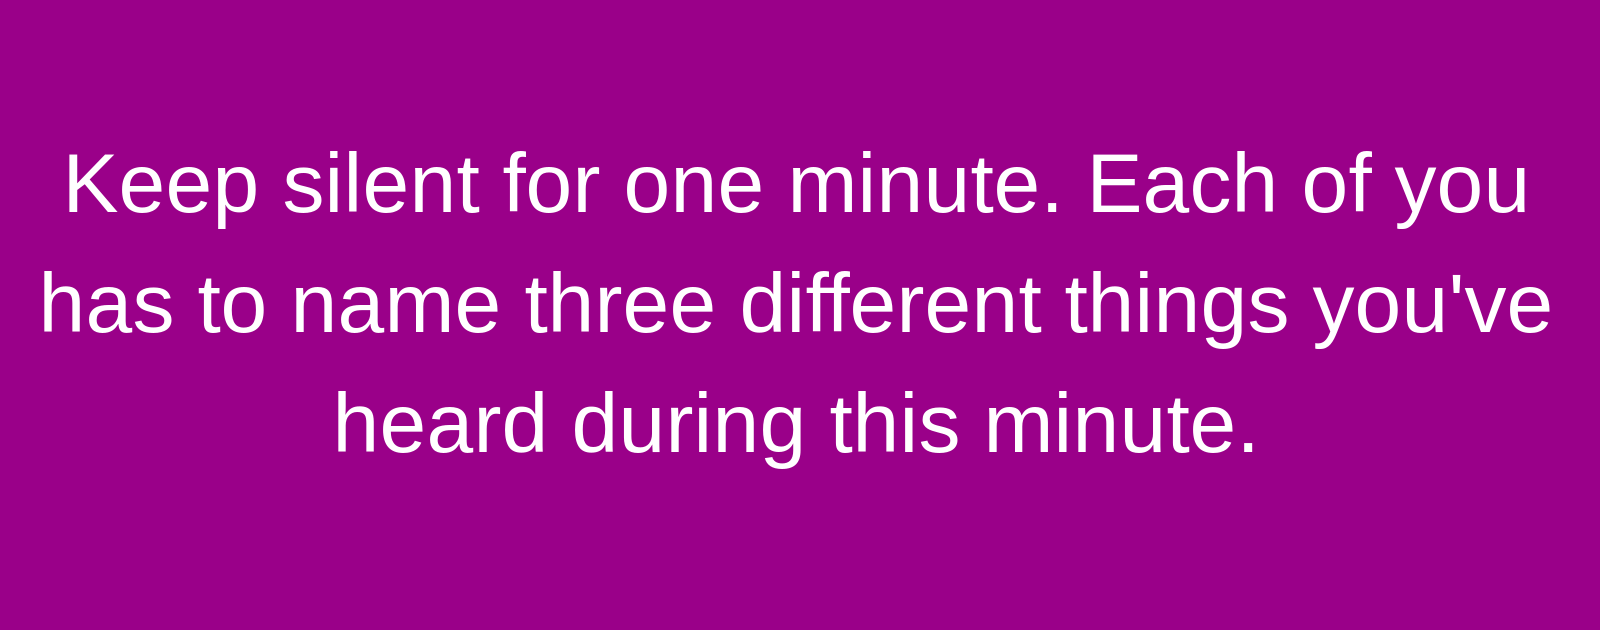 Keep silent for one minute. Each of you
has to name three different things you've
heard during this minute.